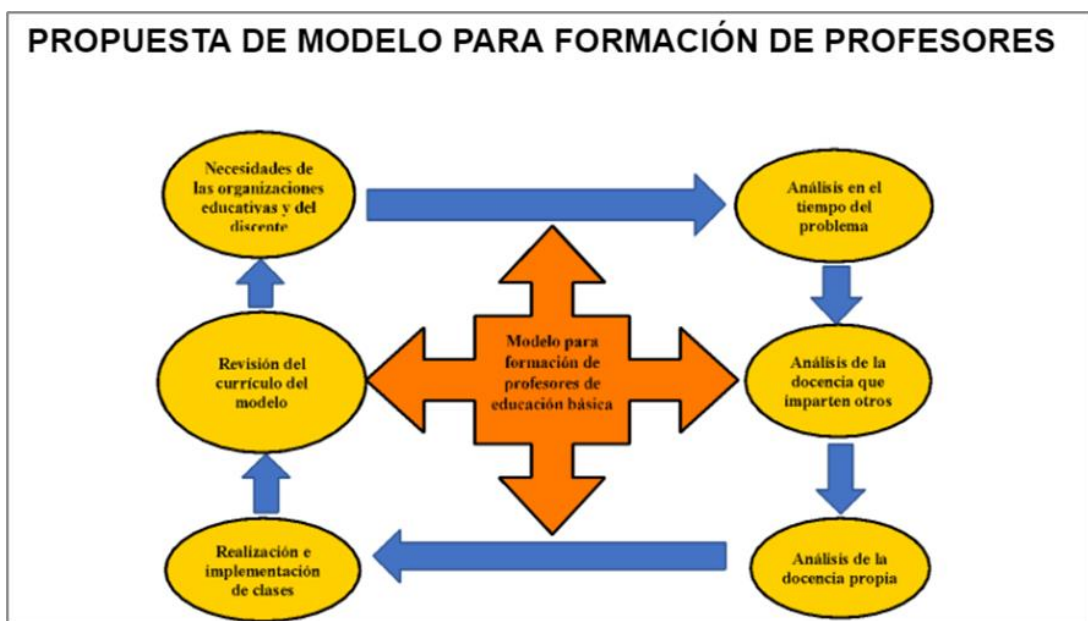 PROPUESTA DE MODELO PARA FORMACIÓN DE PROFESORES
Necesidades de
las organizaciones
educativas y del
discente
Análisis en el
tiempo del
problema
Modelo para
formación de
profesores de
educación básica
Revisión del
currículo del
modelo
Análisis de la
docencia que
imparten otros
Realización e
implementación
de clases
Análisis de la
docencia propia